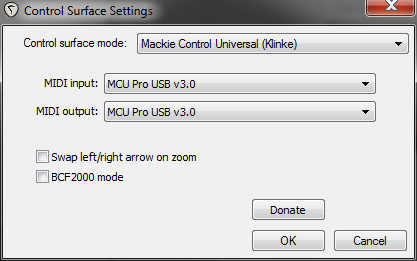 Control Surface Settings
Control surface mode: Mackie Control Universal (Klinke)
MIDI input: MCU Pro USB v3.0
MIDI output: MCU Pro USB v3.0
Swap left/right arrow on zoom
BCF2000 mode
Donate
OK Cancel